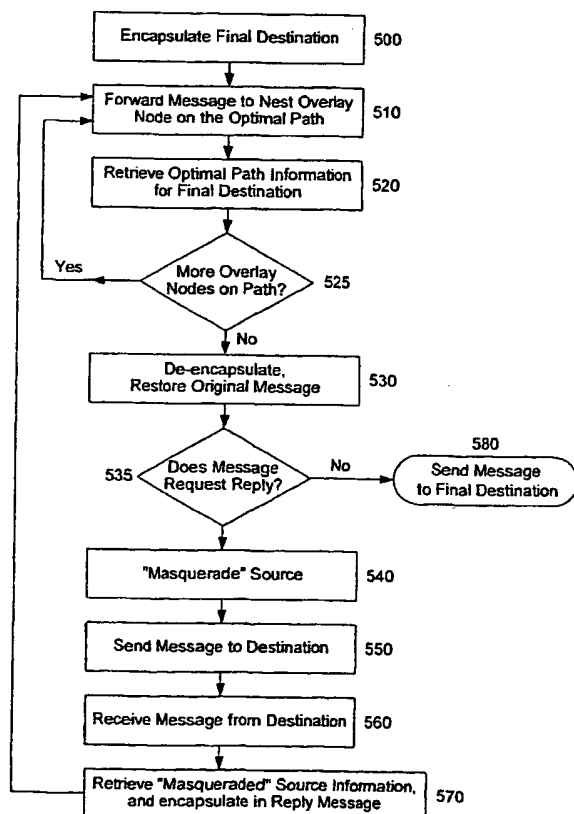 Encapsulate Final Destination
500
Forward Message to Nest Overlay
Node on the Optimal Path
510
Retrieve Optimal Path Information
for Final Destination
520
Yes
More Overlay
Nodes on Path?
525
No
De-encapsulate,
Restore Original Message
530
535
Does Message
Request Reply?
No
580
Send Message
to Final Destination
"Masquerade" Source
540
Send Message to Destination
550
Receive Message from Destination
560
Retrieve "Masqueraded" Source Information,
and encapsulate in Reply Message
570